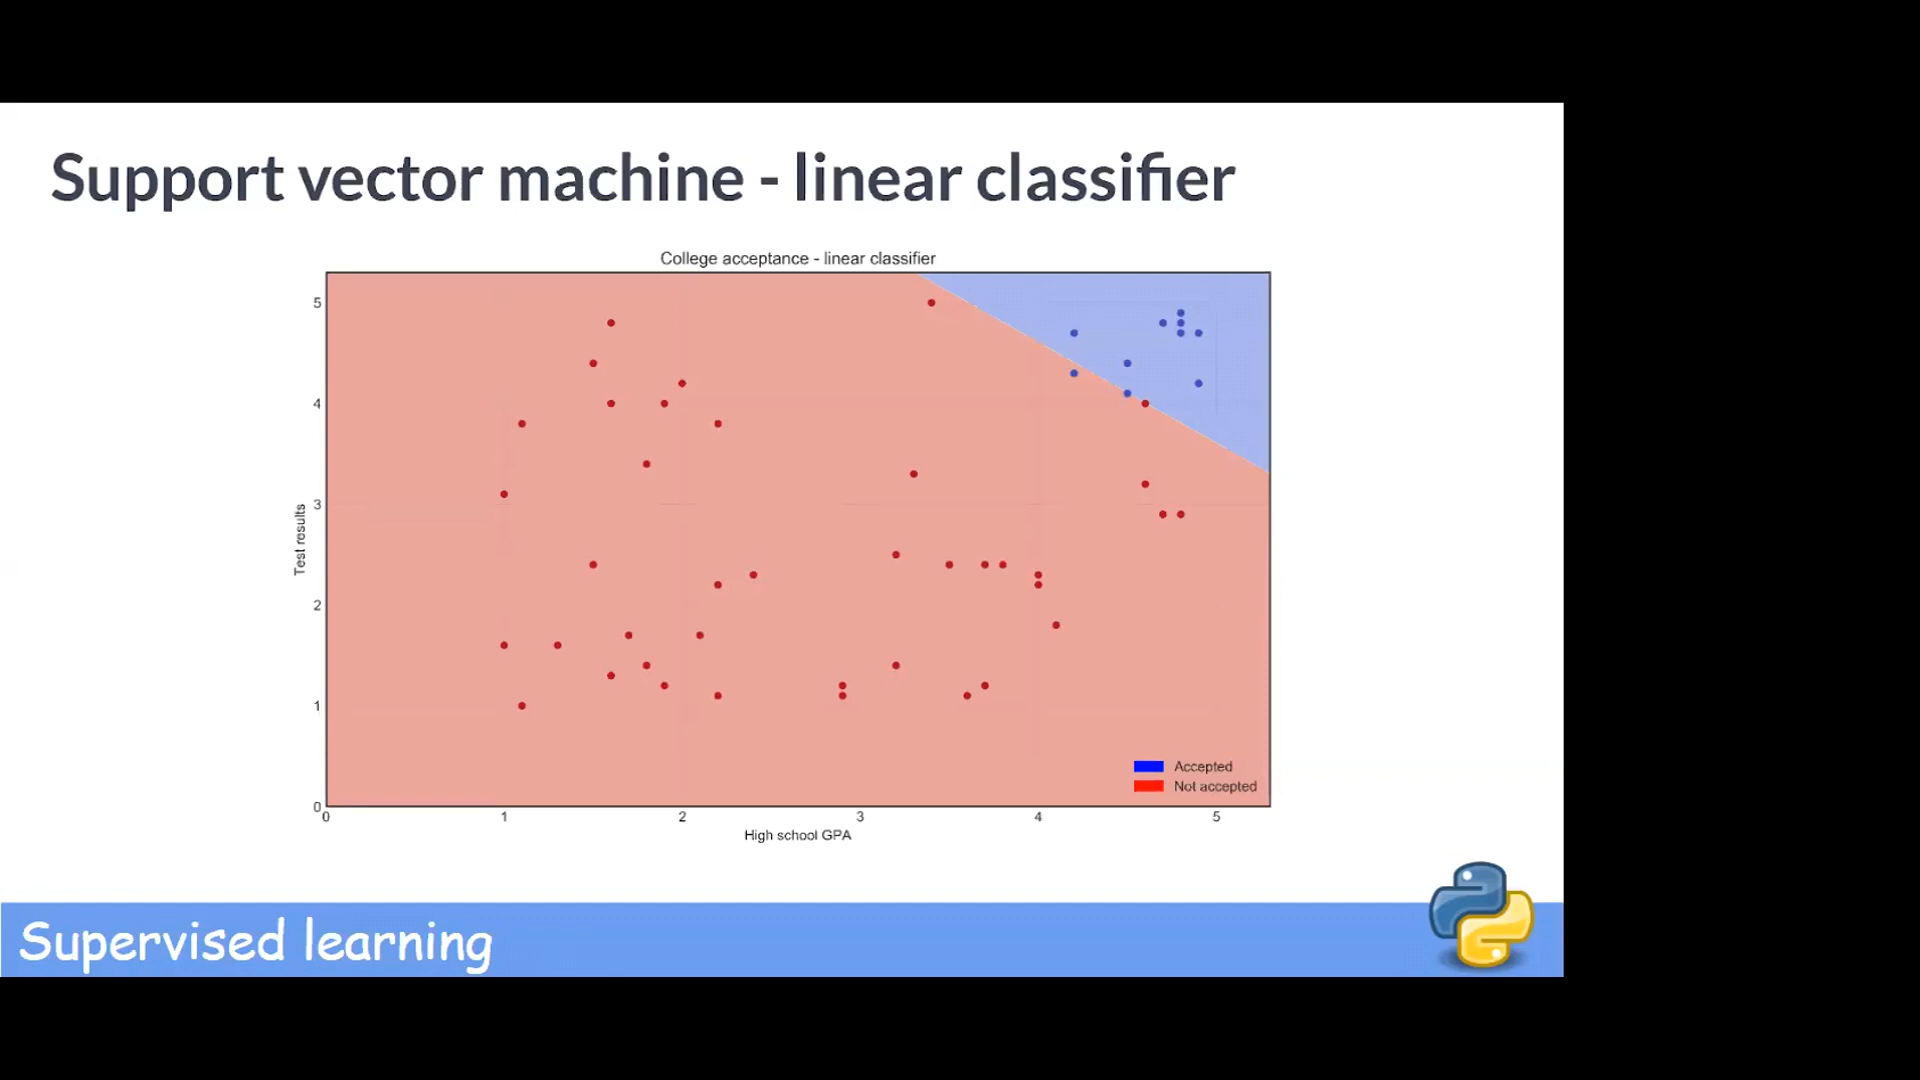 Support vector machine - linear classifier
College acceptance - linear classifier
5
4
3
2
1
0
Test results
0 1 2 3 4 5
High school GPA
Accepted
Not accepted
Supervised learning